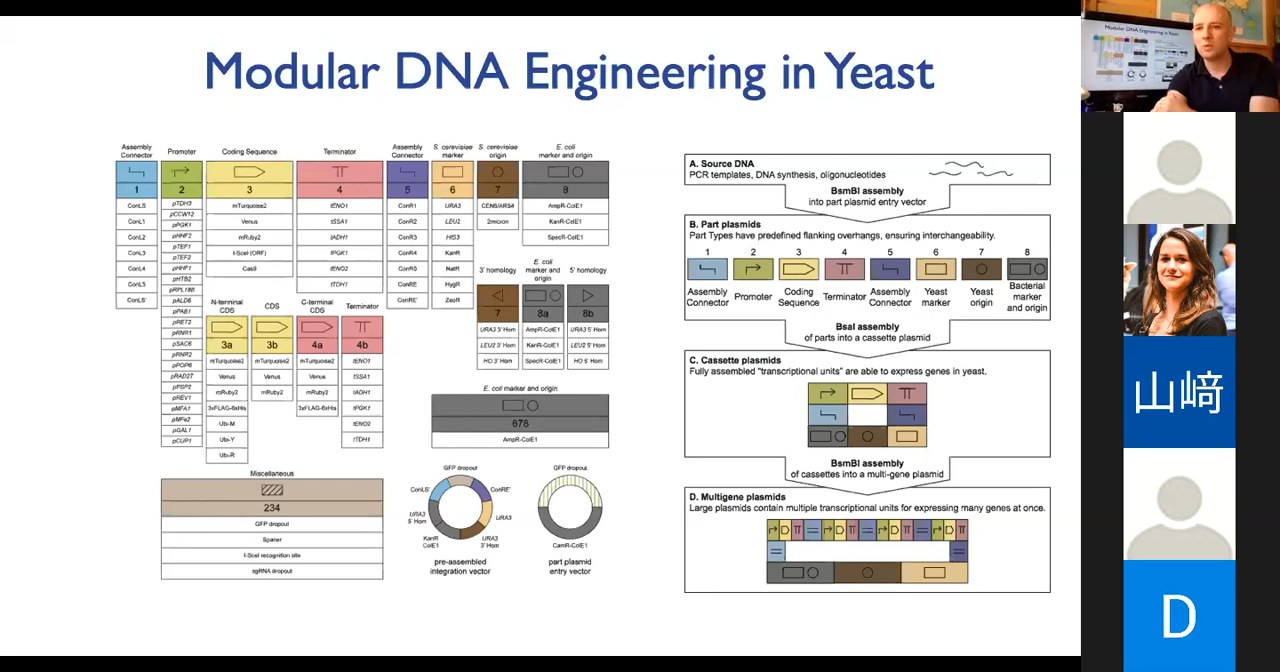 Modular DNA Engineering in Yeast
Assembly
Connector
1
ConLS
ConL1
ConL2
ConL3
ConL4
ConL5
ConL5'
Promoter
2
pTDH3
pCCW12
pPGK1
pHHF2
pTEF1
pTEF2
pHHF1
pHTB2
pRPL18B
pALD6
pPAB1
pRET2
pRNR1
pSAC6
pRNR2
pPOP6
pRAD27
pPSP2
pREV1
pMFA1
pMFα2
pGAL1
pCUP1
Coding Sequence
3
mTurquoise2
Venus
mRuby2
I-SceI (ORF)
Cas9
Terminator
4
tENO1
tSSA1
tADH1
tPGK1
tENO2
tTDH1
Assembly
Connector
5
ConR1
ConR2
ConR3
ConR4
ConR5
ConRE
ConRE'
S. cerevisiae
marker
6
URA3
LEU2
HIS3
KanR
NatR
HygR
ZeoR
S. cerevisiae
origin
7
CEN6/ARS4
2micron
E. coli
marker and origin
8
AmpR-ColE1
KanR-ColE1
SpecR-ColE1
N-terminal
CDS
3a
mTurquoise2
Venus
mRuby2
3xFLAG-6xHis
Ubi-M
Ubi-Y
Ubi-R
CDS
3b
mTurquoise2
Venus
mRuby2
C-terminal
CDS
4a
mTurquoise2
Venus
mRuby2
3xFLAG-6xHis
Terminator
4b
tENO1
tSSA1
tADH1
tPGK1
tENO2
tTDH1
3' homology
7
URA3 3' Hom
LEU2 3' Hom
HO 3' Hom
E. coli
marker and
origin
8a
AmpR-ColE1
KanR-ColE1
SpecR-ColE1
5' homology
8b
URA3 5' Hom
LEU2 5' Hom
HO 5' Hom
E. coli marker and origin
678
AmpR-ColE1
Miscellaneous
234
GFP dropout
Spacer
I-SceI recognition site
sgRNA dropout
GFP dropout
ConLS'
ConRE'
URA3
5' Hom
URA3
KanR
ColE1
URA3
3' Hom
pre-assembled
integration vector
GFP dropout
CamR-ColE1
part plasmid
entry vector
A. Source DNA
PCR templates, DNA synthesis, oligonucleotides
BsmBI assembly
into part plasmid entry vector
B. Part plasmids
Part Types have predefined flanking overhangs, ensuring interchangeability.
1 2 3 4 5 6 7 8
Assembly
Connector
Promoter
Coding
Sequence
Terminator
Assembly
Connector
Yeast
marker
Yeast
origin
Bacterial
marker
and origin
BsaI assembly
of parts into a cassette plasmid
C. Cassette plasmids
Fully assembled "transcriptional units" are able to express genes in yeast.
BsmBI assembly
of cassettes into a multi-gene plasmid
D. Multigene plasmids
Large plasmids contain multiple transcriptional units for expressing many genes at once.
Modular DNA Engineering in Yeast
山﨑
D